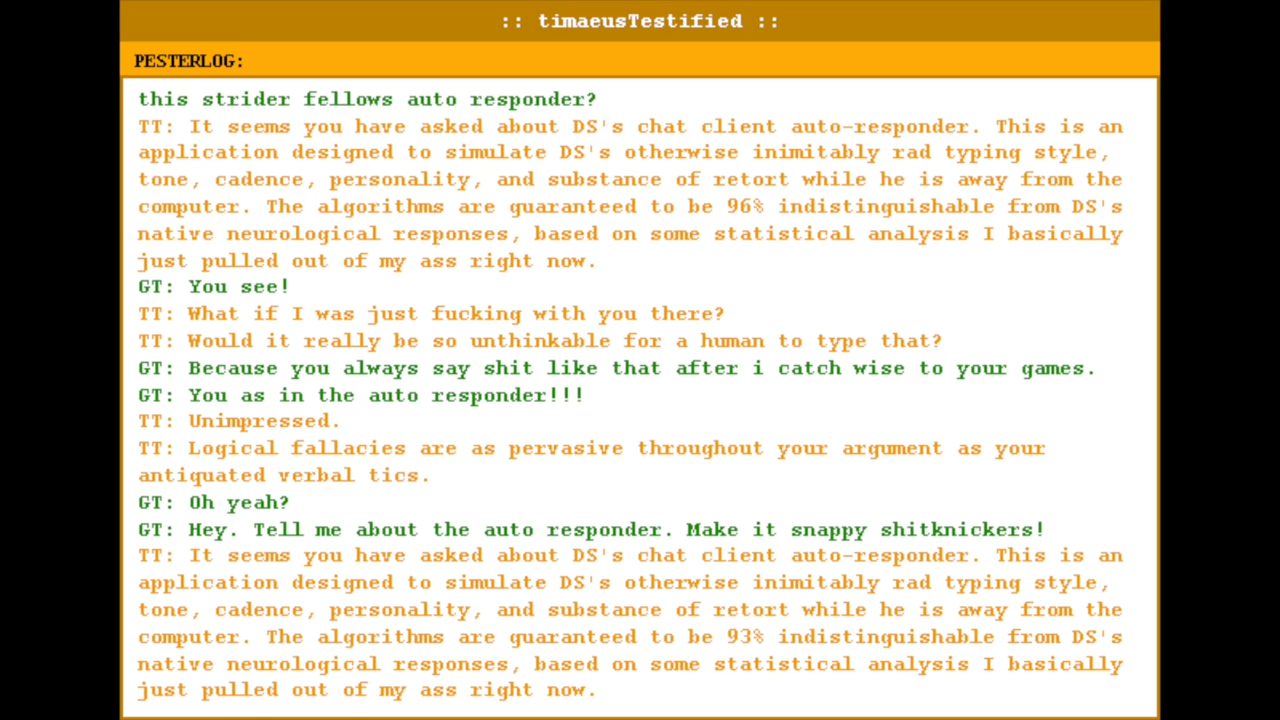 :: timaeusTestified ::
PESTERLOG:
this strider fellows auto responder?
TT: It seems you have asked about DS's chat client auto-responder. This is an
application designed to simulate DS's otherwise inimitably rad typing style,
tone, cadence, personality, and substance of retort while he is away from the
computer. The algorithms are guaranteed to be 96% indistinguishable from DS's
native neurological responses, based on some statistical analysis I basically
just pulled out of my ass right now.
GT: You see!
TT: What if I was just fucking with you there?
TT: Would it really be so unthinkable for a human to type that?
GT: Because you always say shit like that after i catch wise to your games.
GT: You as in the auto responder!!!
TT: Unimpressed.
TT: Logical fallacies are as pervasive throughout your argument as your
antiquated verbal tics.
GT: Oh yeah?
GT: Hey. Tell me about the auto responder. Make it snappy shitknickers!
TT: It seems you have asked about DS's chat client auto-responder. This is an
application designed to simulate DS's otherwise inimitably rad typing style,
tone, cadence, personality, and substance of retort while he is away from the
computer. The algorithms are guaranteed to be 93% indistinguishable from DS's
native neurological responses, based on some statistical analysis I basically
just pulled out of my ass right now.